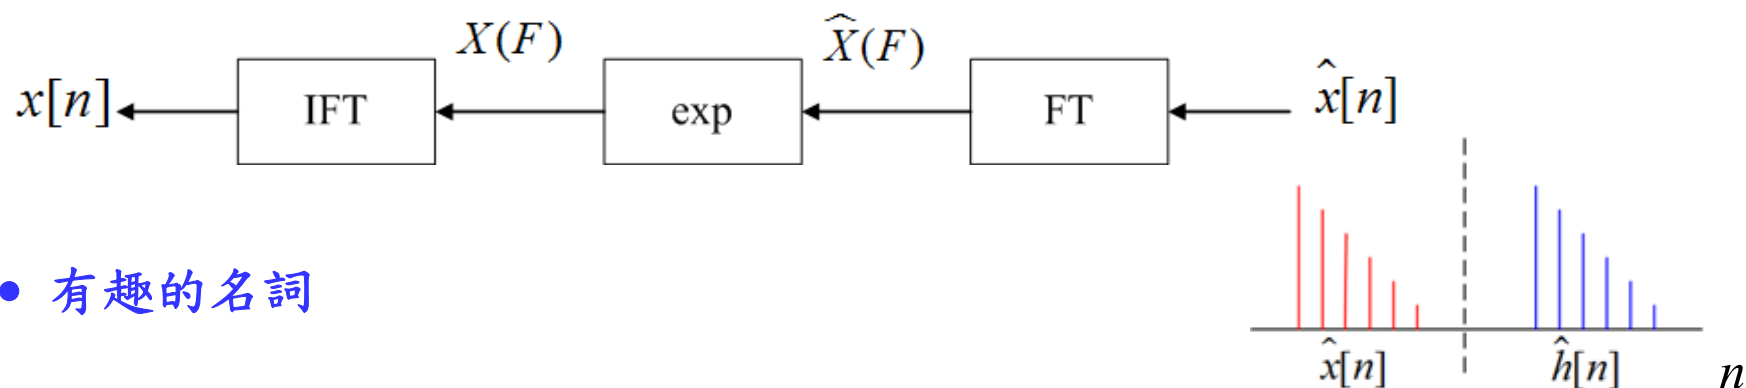 X(F)
X̂(F)
x[n]
IFT
exp
FT
x̂[n]
• 有趣的名詞
x̂[n]
ĥ[n]
n